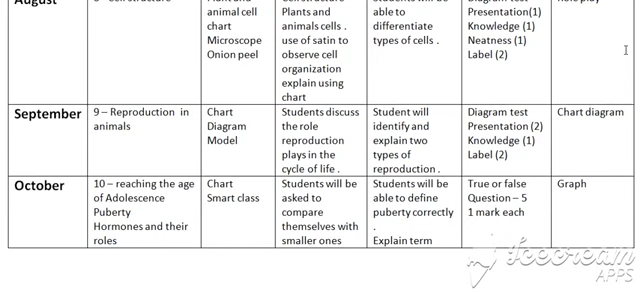 August
animal cell
chart
Microscope
Onion peel
structure
Plants and
animals cells .
use of satin to
observe cell
organization
explain using
chart
Students will be
able to
differentiate
types of cells .
Diagram test
Presentation(1)
Knowledge (1)
Neatness (1)
Label (2)
Role play
September
9 – Reproduction in
animals
Chart
Diagram
Model
Students discuss
the role
reproduction
plays in the
cycle of life .
Student will
identify and
explain two
types of
reproduction .
Diagram test
Presentation (2)
Knowledge (1)
Label (2)
Chart diagram
October
10 – reaching the age
of Adolescence
Puberty
Hormones and their
roles
Chart
Smart class
Students will be
asked to
compare
themselves with
smaller ones
Students will be
able to define
puberty correctly
.
Explain term
True or false
Question – 5
1 mark each
Graph
Icecream
APPS